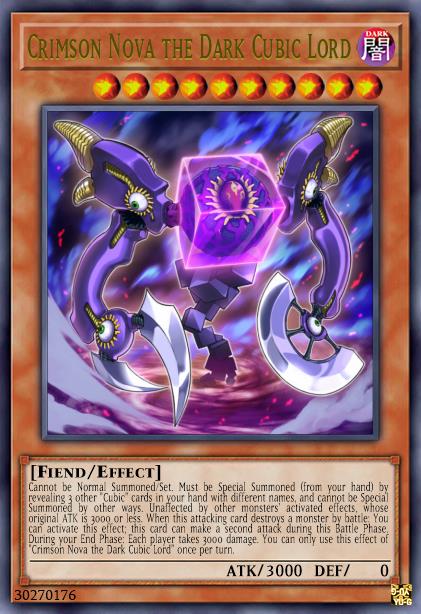 Crimson Nova the Dark Cubic Lord
DARK
闇
[Fiend/Effect]
Cannot be Normal Summoned/Set. Must be Special Summoned (from your hand) by
revealing 3 other "Cubic" cards in your hand with different names, and cannot be Special
Summoned by other ways. Unaffected by other monsters' activated effects, whose
original ATK is 3000 or less. When this attacking card destroys a monster by battle: You
can activate this effect; this card can make a second attack during this Battle Phase.
During your End Phase: Each player takes 3000 damage. You can only use this effect of
"Crimson Nova the Dark Cubic Lord" once per turn.
ATK/3000 DEF/ 0
30270176